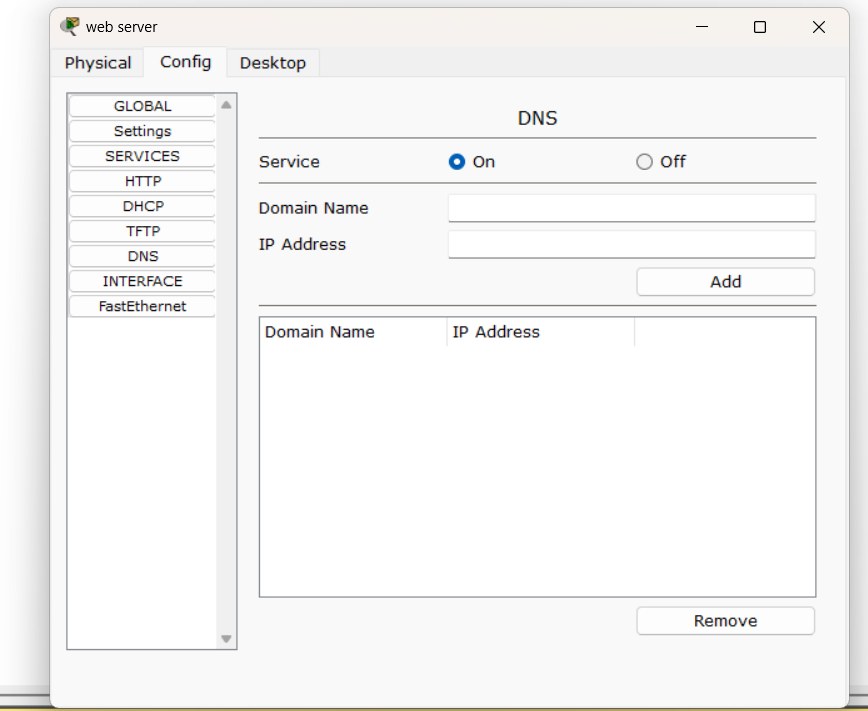 web server
Physical Config Desktop
GLOBAL
Settings
SERVICES
HTTP
DHCP
TFTP
DNS
INTERFACE
FastEthernet
DNS
Service On Off
Domain Name
IP Address
Add
Domain Name IP Address
Remove